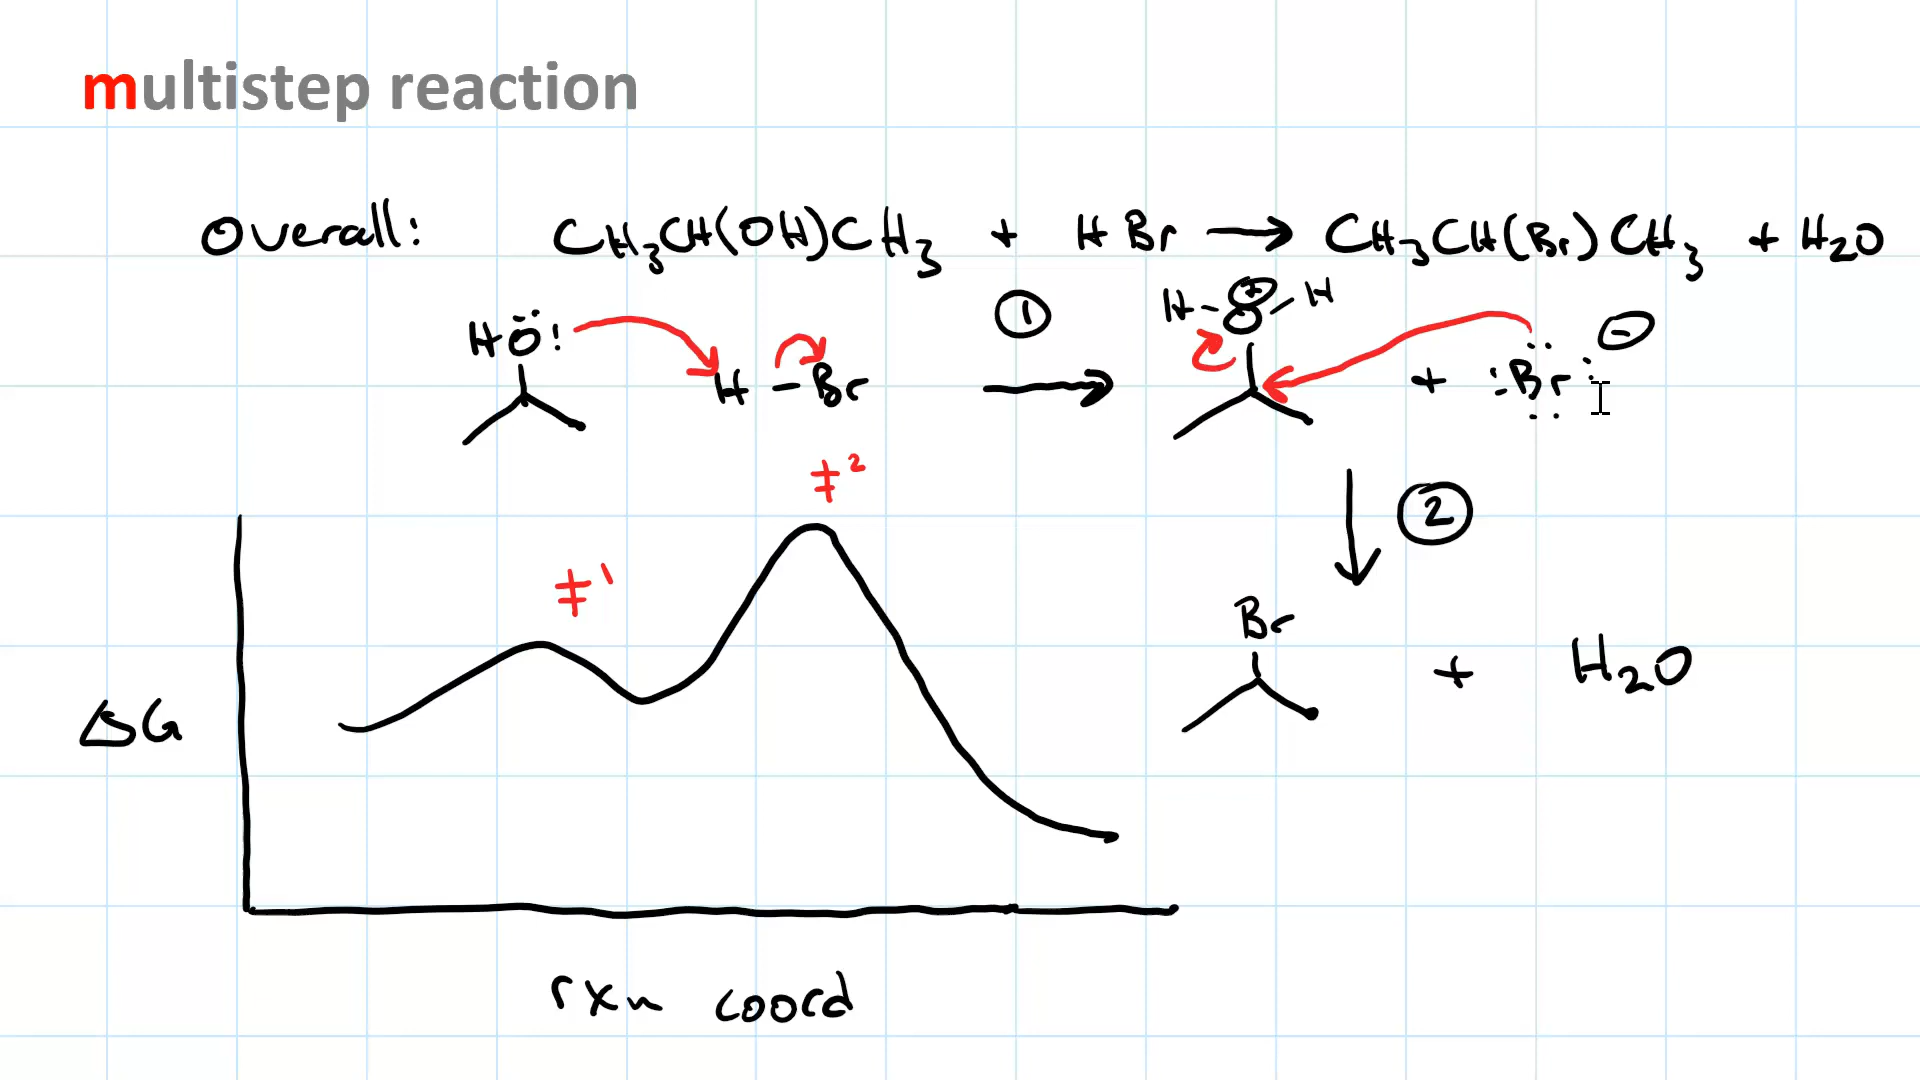 multistep reaction
Overall: CH₃CH(OH)CH₃ + HBr → CH₃CH(Br)CH₃ + H₂O
HÖ: H-Br ① → H-O-H ⊕ + :Br: ⊖
‡²
②
‡¹
Br + H₂O
ΔG
rxn coord